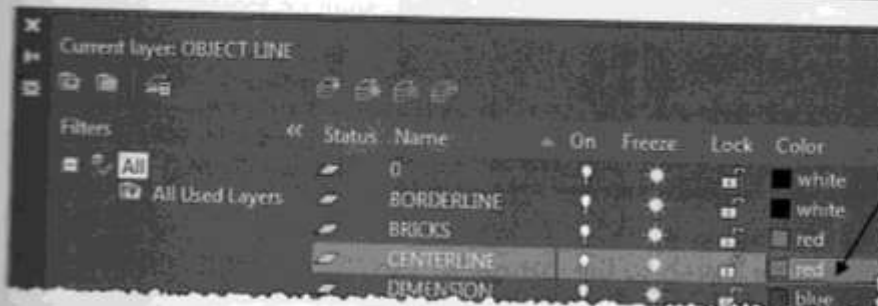 Current layer: OBJECT LINE
Filters << Status Name On Freeze Lock Color
All 0 white
All Used Layers BORDERLINE white
BRICKS red
CENTERLINE red
DIMENSION blue